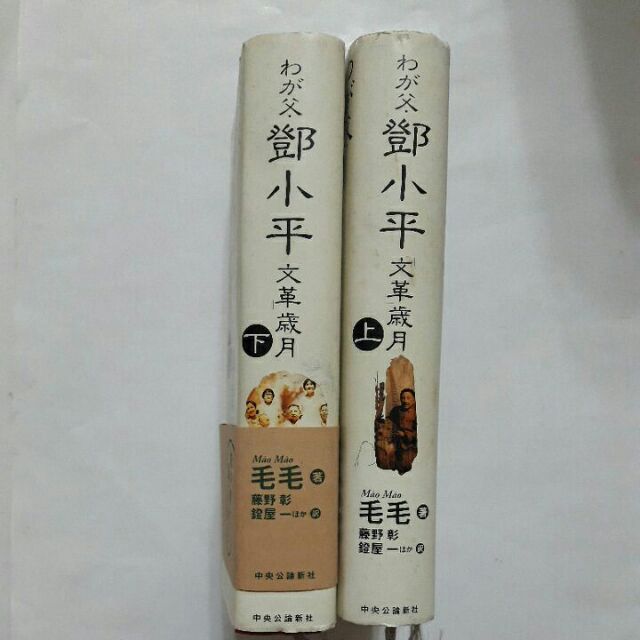 わが父・
鄧小平
「文革歳月」
下
Máo Máo
毛毛 著
藤野 彰
鐙屋 一ほか 訳
中央公論新社
中央公論新社
わが父・
鄧小平
「文革歳月」
上
Máo Máo
毛毛 著
藤野 彰
鐙屋 一ほか 訳
中央公論新社